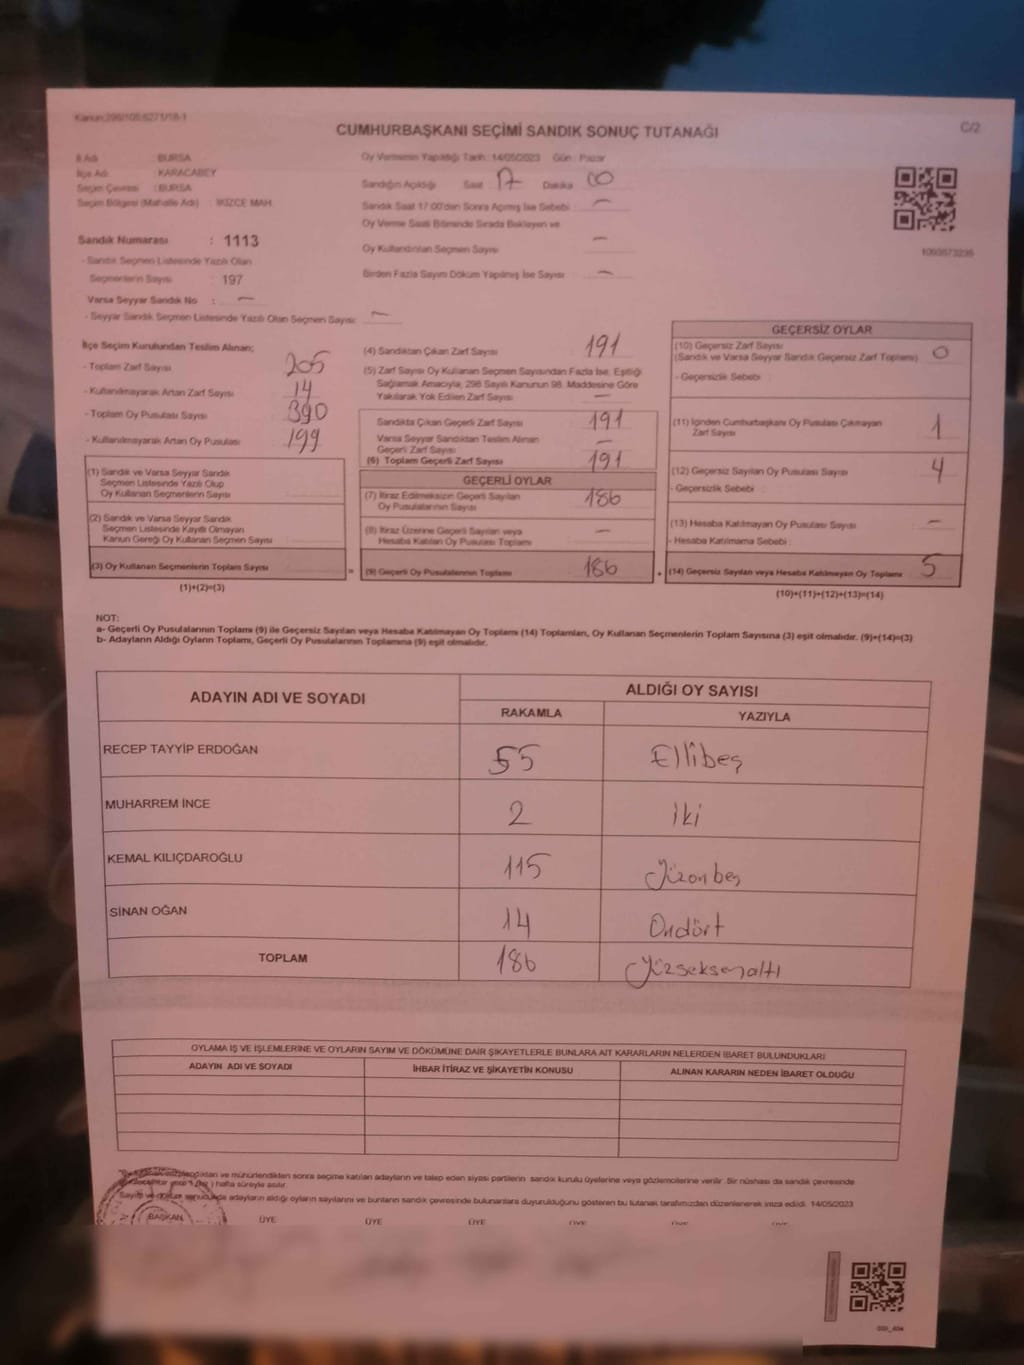 Kanun:298/105;6271/18-1
CUMHURBAŞKANI SEÇİMİ SANDIK SONUÇ TUTANAĞI
C/2
İl Adı : BURSA
İlçe Adı : KARACABEY
Seçim Çevresi : BURSA
Seçim Bölgesi (Mahalle Adı) : İKİZCE MAH.
Sandık Numarası : 1113
- Sandık Seçmen Listesinde Yazılı Olan
Seçmenlerin Sayısı : 197
Varsa Seyyar Sandık No : —
- Seyyar Sandık Seçmen Listesinde Yazılı Olan Seçmen Sayısı: —
Oy Vermenin Yapıldığı Tarih: 14/05/2023 Gün: Pazar
Sandığın Açıldığı Saat 17 Dakika 00
Sandık Saat 17:00'den Sonra Açmış İse Sebebi : —
Oy Verme Saati Bitiminde Sırada Bekleyen ve
Oy Kullandırılan Seçmen Sayısı —
Birden Fazla Sayım Döküm Yapılmış İse Sayısı —
İlçe Seçim Kurulundan Teslim Alınan;
- Toplam Zarf Sayısı 205
- Kullanılmayarak Artan Zarf Sayısı 14
- Toplam Oy Pusulası Sayısı 390
- Kullanılmayarak Artan Oy Pusulası 199
(1) Sandık ve Varsa Seyyar Sandık
Seçmen Listesinde Yazılı Olup
Oy Kullanan Seçmenlerin Sayısı
(2) Sandık ve Varsa Seyyar Sandık
Seçmen Listesinde Kayıtlı Olmayan
Kanun Gereği Oy Kullanan Seçmen Sayısı
(3) Oy Kullanan Seçmenlerin Toplam Sayısı
(1)+(2)=(3)
(4) Sandıktan Çıkan Zarf Sayısı 191
(5) Zarf Sayısı Oy Kullanan Seçmen Sayısından Fazla İse, Eşitliği
Sağlamak Amacıyla, 298 Sayılı Kanunun 98. Maddesine Göre
Yakılarak Yok Edilen Zarf Sayısı —
Sandıkta Çıkan Geçerli Zarf Sayısı 191
Varsa Seyyar Sandıktan Teslim Alınan
Geçerli Zarf Sayısı —
(6) Toplam Geçerli Zarf Sayısı 191
GEÇERLİ OYLAR
(7) İtiraz Edilmeksizin Geçerli Sayılan
Oy Pusulalarının Sayısı 186
(8) İtiraz Üzerine Geçerli Sayılan veya
Hesaba Katılan Oy Pusulası Toplamı —
= (9) Geçerli Oy Pusulalarının Toplamı 186
1000573235
GEÇERSİZ OYLAR
(10) Geçersiz Zarf Sayısı
(Sandık ve Varsa Seyyar Sandık Geçersiz Zarf Toplamı) 0
- Geçersizlik Sebebi :
(11) İçinden Cumhurbaşkanı Oy Pusulası Çıkmayan
Zarf Sayısı 1
(12) Geçersiz Sayılan Oy Pusulası Sayısı 4
- Geçersizlik Sebebi :
(13) Hesaba Katılmayan Oy Pusulası Sayısı —
- Hesaba Katılmama Sebebi :
+ (14) Geçersiz Sayılan veya Hesaba Katılmayan Oy Toplamı 5
(10)+(11)+(12)+(13)=(14)
NOT:
a- Geçerli Oy Pusulalarının Toplamı (9) ile Geçersiz Sayılan veya Hesaba Katılmayan Oy Toplamı (14) Toplamları, Oy Kullanan Seçmenlerin Toplam Sayısına (3) eşit olmalıdır. (9)+(14)=(3)
b- Adayların Aldığı Oyların Toplamı, Geçerli Oy Pusulalarının Toplamına (9) eşit olmalıdır.
ADAYIN ADI VE SOYADI
ALDIĞI OY SAYISI
RAKAMLA YAZIYLA
RECEP TAYYİP ERDOĞAN 55 Ellibeş
MUHARREM İNCE 2 iki
KEMAL KILIÇDAROĞLU 115 Yüzonbeş
SİNAN OĞAN 14 Ondört
TOPLAM 186 Yüzseksenaltı
OYLAMA İŞ VE İŞLEMLERİNE VE OYLARIN SAYIM VE DÖKÜMÜNE DAİR ŞİKAYETLERLE BUNLARA AİT KARARLARIN NELERDEN İBARET BULUNDUKLARI
ADAYIN ADI VE SOYADI İHBAR İTİRAZ VE ŞİKAYETİN KONUSU ALINAN KARARIN NEDEN İBARET OLDUĞU
ve mühürlendikten sonra seçime katılan adayların ve talep eden siyasi partilerin sandık kurulu üyelerine veya gözlemcilerine verilir. Bir nüshası da sandık çevresinde
hafta süreyle asılır.
Sayım ve döküm sonucunda adayların aldığı oyların sayılarını ve bunların sandık çevresinde bulunanlara duyurulduğunu gösteren bu tutanak tarafımızdan düzenlenerek imza edildi. 14/05/2023
BAŞKAN ÜYE ÜYE ÜYE ÜYE ÜYE ÜYE